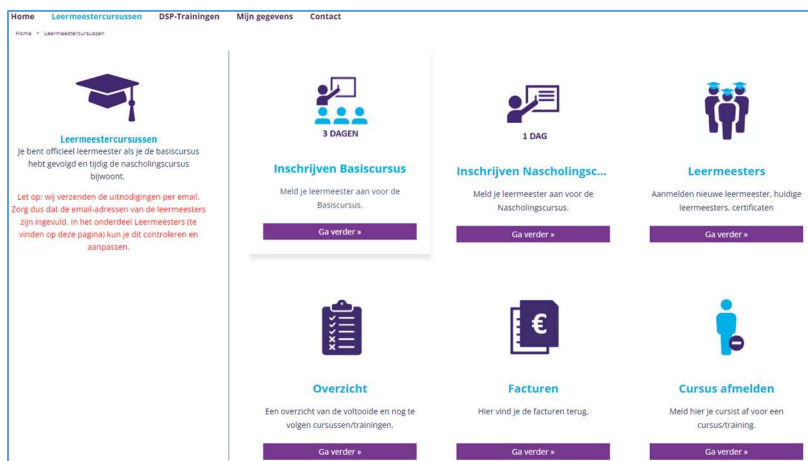 Home Leermeestercursussen DSP-Trainingen Mijn gegevens Contact
Home » Leermeestercursussen
Leermeestercursussen
Je bent officieel leermeester als je de basiscursus
hebt gevolgd en tijdig de nascholingscursus
bijwoont.
Let op: wij verzenden de uitnodigingen per email.
Zorg dus dat de email-adressen van de leermeesters
zijn ingevuld. In het onderdeel Leermeesters (te
vinden op deze pagina) kun je dit controleren en
aanpassen.
3 DAGEN
Inschrijven Basiscursus
Meld je leermeester aan voor de
Basiscursus.
Ga verder »
1 DAG
Inschrijven Nascholingsc...
Meld je leermeester aan voor de
Nascholingcursus.
Ga verder »
Leermeesters
Aanmelden nieuwe leermeester, huidige
leermeesters, certificaten
Ga verder »
Overzicht
Een overzicht van de voltooide en nog te
volgen cursussen/trainingen.
Ga verder »
€
Facturen
Hier vind je de facturen terug.
Ga verder »
Cursus afmelden
Meld hier je cursist af voor een
cursus/training.
Ga verder »